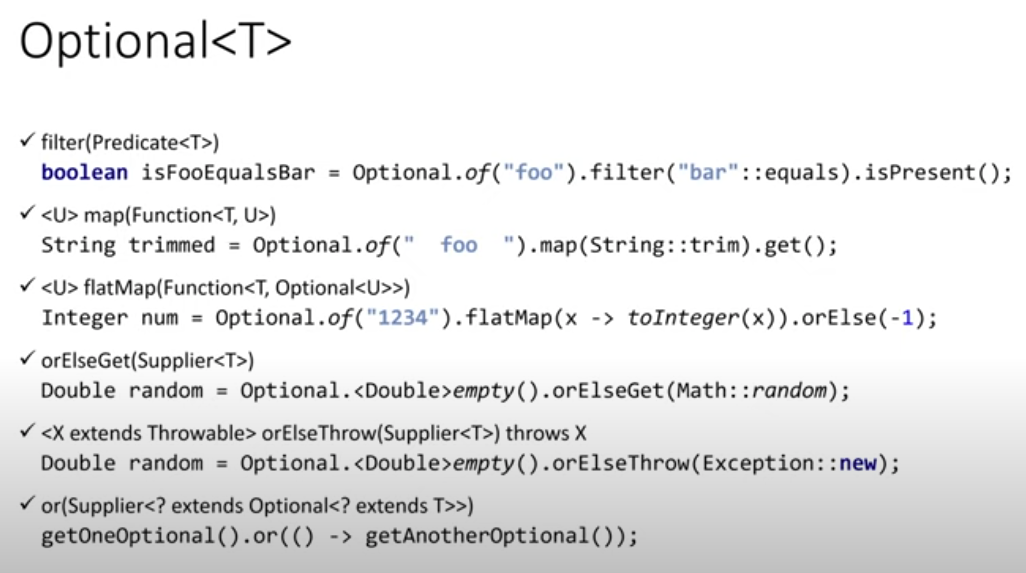 Optional<T>
✓ filter(Predicate<T>)
boolean isFooEqualsBar = Optional.of("foo").filter("bar"::equals).isPresent();
✓ <U> map(Function<T, U>)
String trimmed = Optional.of("  foo  ").map(String::trim).get();
✓ <U> flatMap(Function<T, Optional<U>>)
Integer num = Optional.of("1234").flatMap(x -> toInteger(x)).orElse(-1);
✓ orElseGet(Supplier<T>)
Double random = Optional.<Double>empty().orElseGet(Math::random);
✓ <X extends Throwable> orElseThrow(Supplier<T>) throws X
Double random = Optional.<Double>empty().orElseThrow(Exception::new);
✓ or(Supplier<? extends Optional<? extends T>>)
getOneOptional().or(() -> getAnotherOptional());